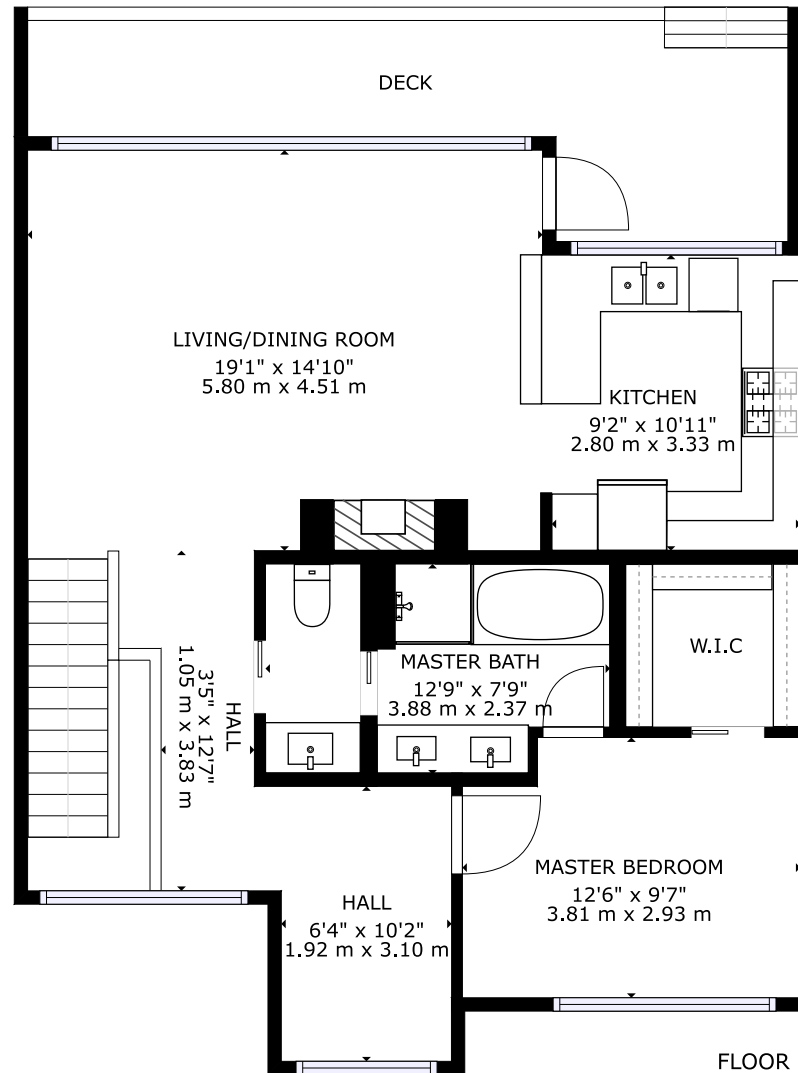 DECK
LIVING/DINING ROOM
19'1" x 14'10"
5.80 m x 4.51 m
KITCHEN
9'2" x 10'11"
2.80 m x 3.33 m
W.I.C
MASTER BATH
12'9" x 7'9"
3.88 m x 2.37 m
HALL
3'5" x 12'7"
1.05 m x 3.83 m
MASTER BEDROOM
12'6" x 9'7"
3.81 m x 2.93 m
HALL
6'4" x 10'2"
1.92 m x 3.10 m
FLOOR